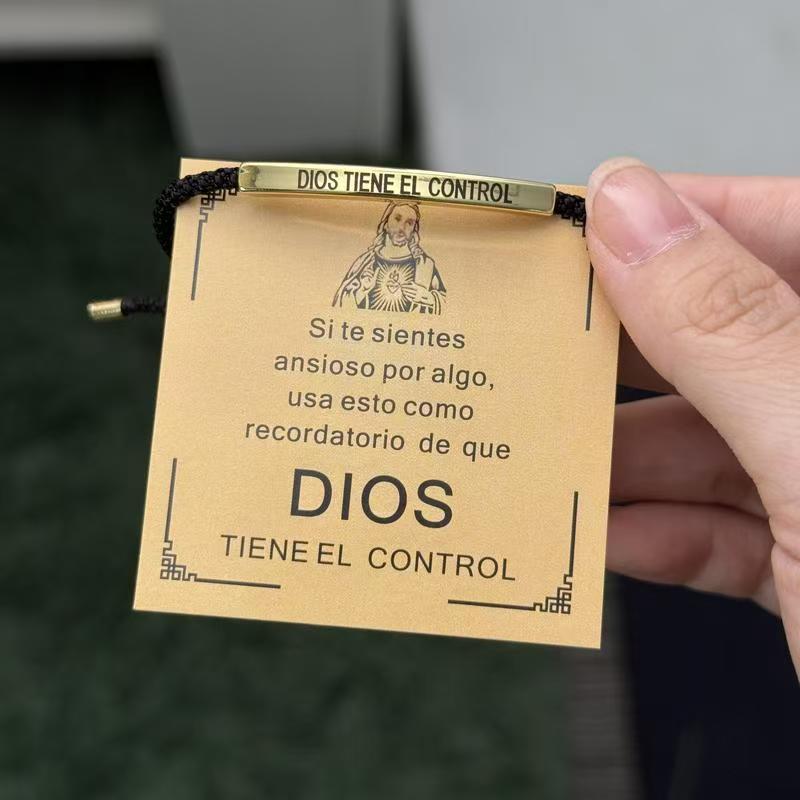 DIOS TIENE EL CONTROL
Si te sientes
ansioso por algo,
usa esto como
recordatorio de que
DIOS
TIENE EL CONTROL